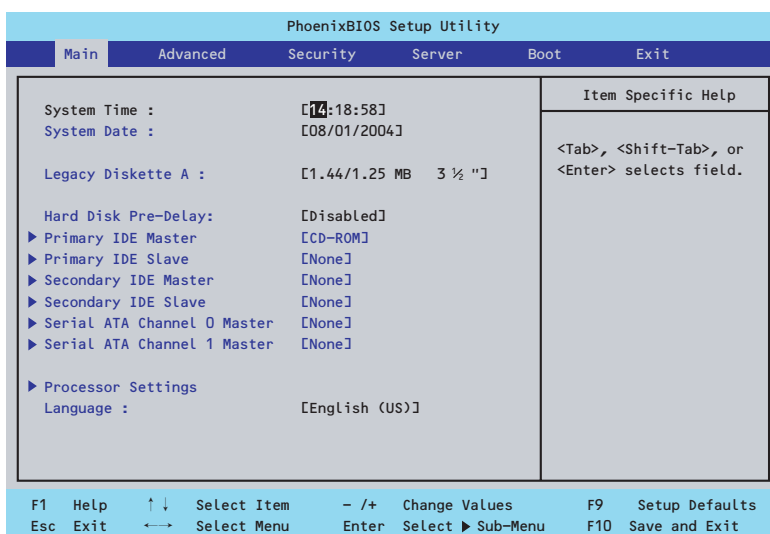 PhoenixBIOS Setup Utility
Main Advanced Security Server Boot Exit
Item Specific Help
System Time : [14:18:58]
System Date : [08/01/2004]
<Tab>, <Shift-Tab>, or
<Enter> selects field.
Legacy Diskette A : [1.44/1.25 MB 3 ½ "]
Hard Disk Pre-Delay: [Disabled]
▶ Primary IDE Master [CD-ROM]
▶ Primary IDE Slave [None]
▶ Secondary IDE Master [None]
▶ Secondary IDE Slave [None]
▶ Serial ATA Channel 0 Master [None]
▶ Serial ATA Channel 1 Master [None]
▶ Processor Settings
Language : [English (US)]
F1 Help ↑↓ Select Item - /+ Change Values F9 Setup Defaults
Esc Exit ←→ Select Menu Enter Select ▶ Sub-Menu F10 Save and Exit